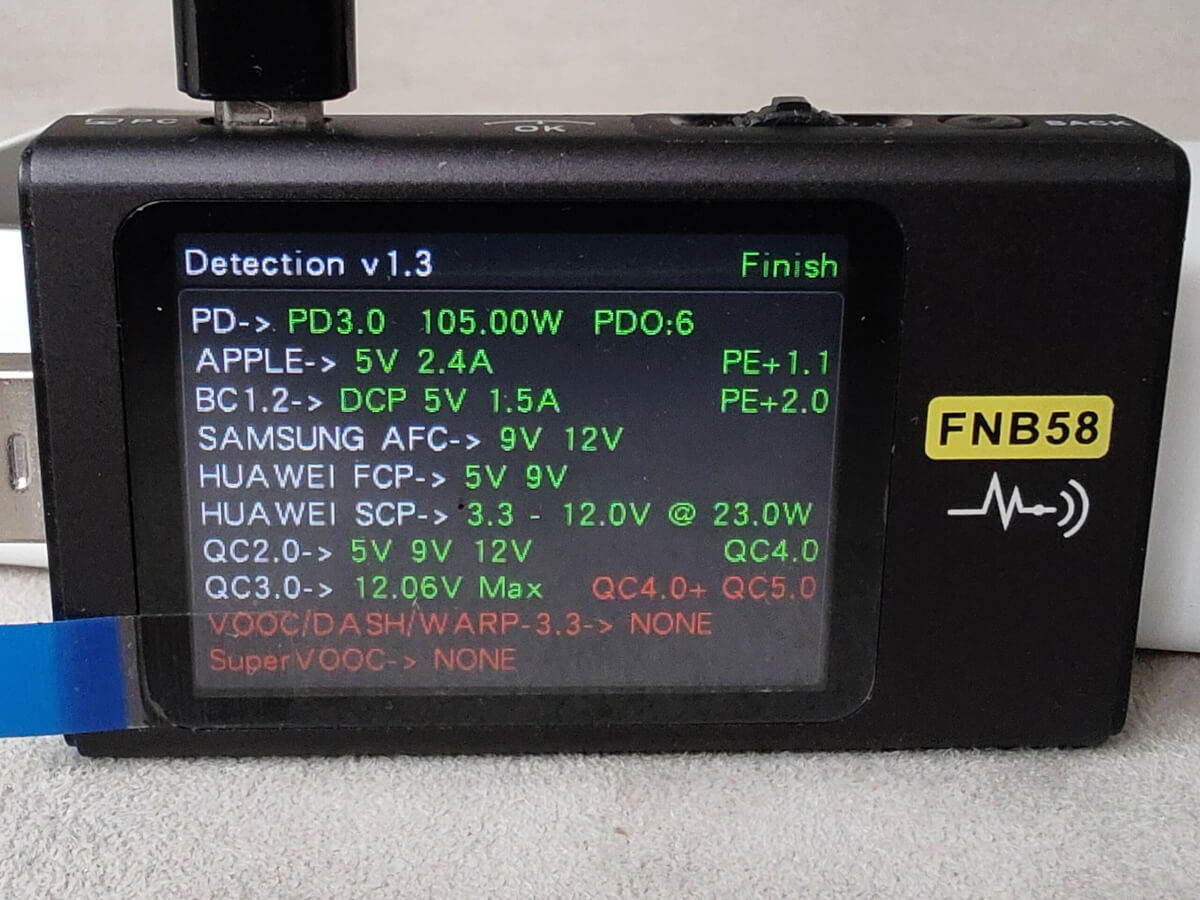 PC OK BACK
Detection v1.3 Finish
PD-> PD3.0 105.00W PDO:6
APPLE-> 5V 2.4A PE+1.1
BC1.2-> DCP 5V 1.5A PE+2.0
SAMSUNG AFC-> 9V 12V
HUAWEI FCP-> 5V 9V
HUAWEI SCP-> 3.3 - 12.0V @ 23.0W
QC2.0-> 5V 9V 12V QC4.0
QC3.0-> 12.06V Max QC4.0+ QC5.0
VOOC/DASH/WARP-3.3-> NONE
SuperVOOC-> NONE
FNB58